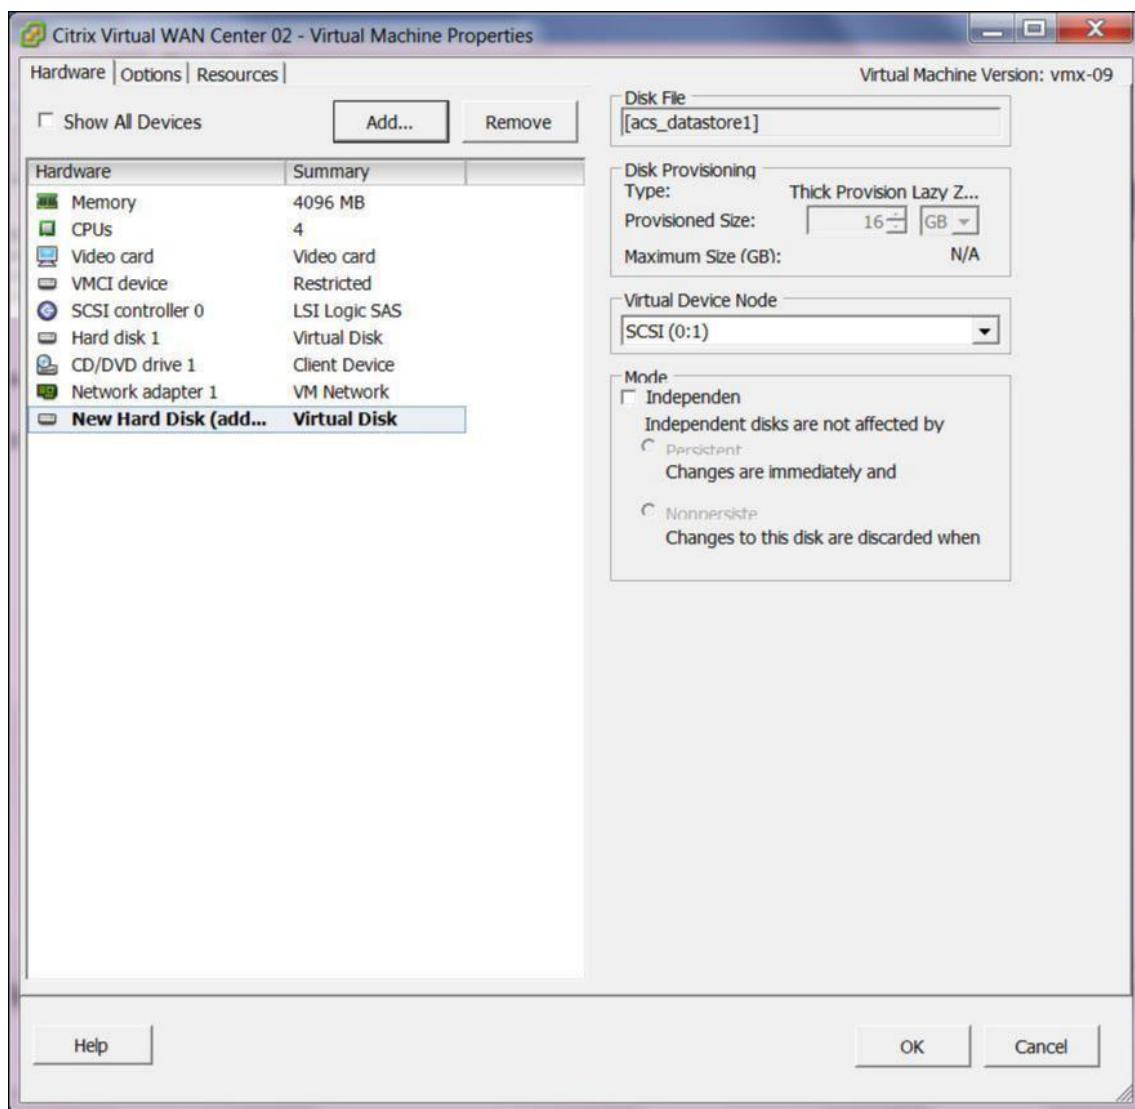 Citrix Virtual WAN Center 02 - Virtual Machine Properties
Hardware Options Resources
Virtual Machine Version: vmx-09
Show All Devices
Add...
Remove
Hardware Summary
Memory 4096 MB
CPUs 4
Video card Video card
VMCI device Restricted
SCSI controller 0 LSI Logic SAS
Hard disk 1 Virtual Disk
CD/DVD drive 1 Client Device
Network adapter 1 VM Network
New Hard Disk (add... Virtual Disk
Disk File
[acs_datastore1]
Disk Provisioning
Type: Thick Provision Lazy Z...
Provisioned Size: 16 GB
Maximum Size (GB): N/A
Virtual Device Node
SCSI (0:1)
Mode
Independen
Independent disks are not affected by
Persistent
Changes are immediately and
Nonpersiste
Changes to this disk are discarded when
Help
OK
Cancel